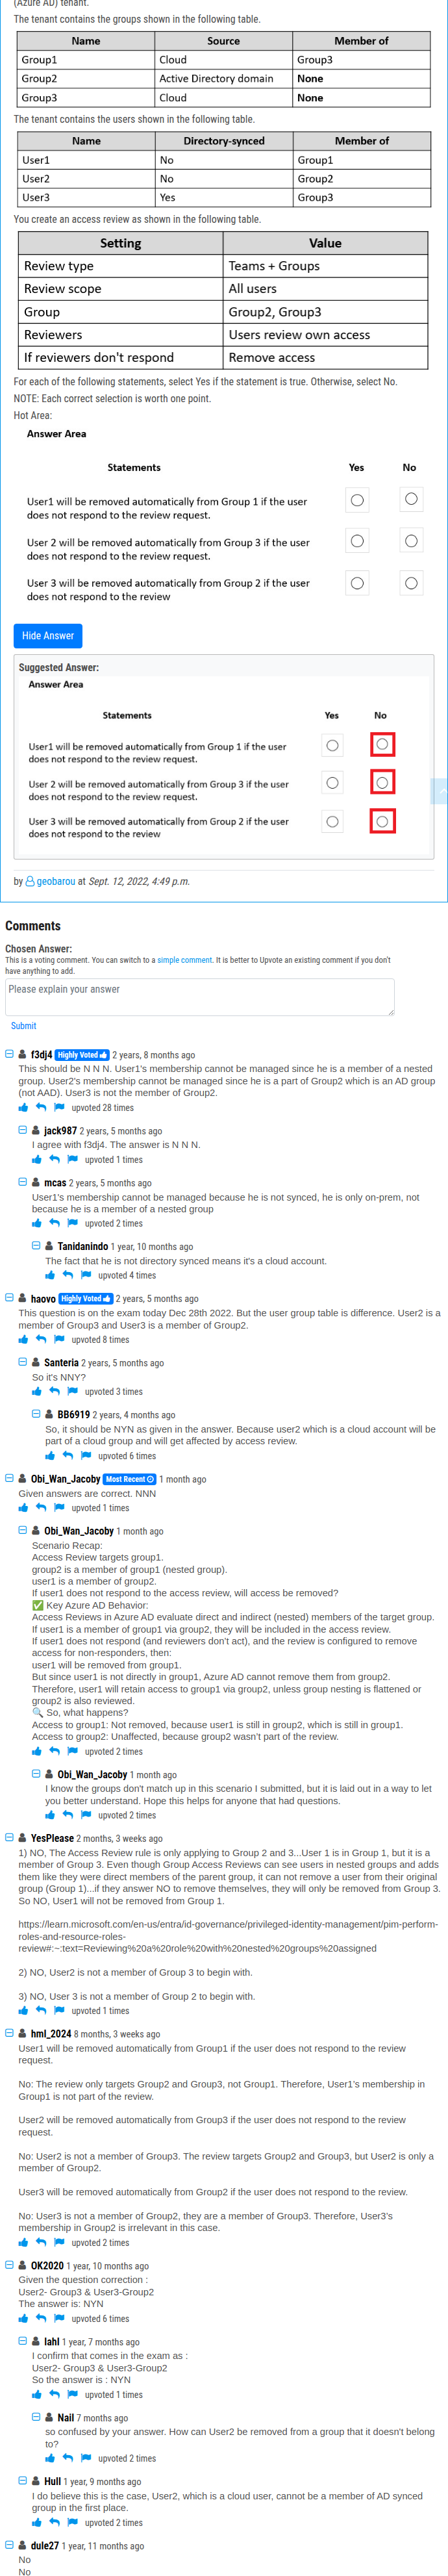 (Azure AD) tenant.
The tenant contains the groups shown in the following table.
Name Source Member of
Group1 Cloud Group3
Group2 Active Directory domain None
Group3 Cloud None
The tenant contains the users shown in the following table.
Name Directory-synced Member of
User1 No Group1
User2 No Group2
User3 Yes Group3
You create an access review as shown in the following table.
Setting Value
Review type Teams + Groups
Review scope All users
Group Group2, Group3
Reviewers Users review own access
If reviewers don't respond Remove access
For each of the following statements, select Yes if the statement is true. Otherwise, select No.
NOTE: Each correct selection is worth one point.
Hot Area:
Answer Area
Statements Yes No
User1 will be removed automatically from Group 1 if the user
does not respond to the review request.
User 2 will be removed automatically from Group 3 if the user
does not respond to the review request.
User 3 will be removed automatically from Group 2 if the user
does not respond to the review
Hide Answer
Suggested Answer:
Answer Area
Statements Yes No
User1 will be removed automatically from Group 1 if the user
does not respond to the review request.
User 2 will be removed automatically from Group 3 if the user
does not respond to the review request.
User 3 will be removed automatically from Group 2 if the user
does not respond to the review
by geobarou at Sept. 12, 2022, 4:49 p.m.
Comments
Chosen Answer:
This is a voting comment. You can switch to a simple comment. It is better to Upvote an existing comment if you don't
have anything to add.
Please explain your answer
Submit
f3dj4 Highly Voted 2 years, 8 months ago
This should be N N N. User1's membership cannot be managed since he is a member of a nested
group. User2's membership cannot be managed since he is a part of Group2 which is an AD group
(not AAD). User3 is not the member of Group2.
upvoted 28 times
jack987 2 years, 5 months ago
I agree with f3dj4. The answer is N N N.
upvoted 1 times
mcas 2 years, 5 months ago
User1's membership cannot be managed because he is not synced, he is only on-prem, not
because he is a member of a nested group
upvoted 2 times
Tanidanindo 1 year, 10 months ago
The fact that he is not directory synced means it's a cloud account.
upvoted 4 times
haovo Highly Voted 2 years, 5 months ago
This question is on the exam today Dec 28th 2022. But the user group table is difference. User2 is a
member of Group3 and User3 is a member of Group2.
upvoted 8 times
Santeria 2 years, 5 months ago
So it's NNY?
upvoted 3 times
BB6919 2 years, 4 months ago
So, it should be NYN as given in the answer. Because user2 which is a cloud account will be
part of a cloud group and will get affected by access review.
upvoted 6 times
Obi_Wan_Jacoby Most Recent 1 month ago
Given answers are correct. NNN
upvoted 1 times
Obi_Wan_Jacoby 1 month ago
Scenario Recap:
Access Review targets group1.
group2 is a member of group1 (nested group).
user1 is a member of group2.
If user1 does not respond to the access review, will access be removed?
✅ Key Azure AD Behavior:
Access Reviews in Azure AD evaluate direct and indirect (nested) members of the target group.
If user1 is a member of group1 via group2, they will be included in the access review.
If user1 does not respond (and reviewers don't act), and the review is configured to remove
access for non-responders, then:
user1 will be removed from group1.
But since user1 is not directly in group1, Azure AD cannot remove them from group2.
Therefore, user1 will retain access to group1 via group2, unless group nesting is flattened or
group2 is also reviewed.
🔍 So, what happens?
Access to group1: Not removed, because user1 is still in group2, which is still in group1.
Access to group2: Unaffected, because group2 wasn't part of the review.
upvoted 2 times
Obi_Wan_Jacoby 1 month ago
I know the groups don't match up in this scenario I submitted, but it is laid out in a way to let
you better understand. Hope this helps for anyone that had questions.
upvoted 2 times
YesPlease 2 months, 3 weeks ago
1) NO, The Access Review rule is only applying to Group 2 and 3...User 1 is in Group 1, but it is a
member of Group 3. Even though Group Access Reviews can see users in nested groups and adds
them like they were direct members of the parent group, it can not remove a user from their original
group (Group 1)...if they answer NO to remove themselves, they will only be removed from Group 3.
So NO, User1 will not be removed from Group 1.
https://learn.microsoft.com/en-us/entra/id-governance/privileged-identity-management/pim-perform-
roles-and-resource-roles-
review#:~:text=Reviewing%20a%20role%20with%20nested%20groups%20assigned
2) NO, User2 is not a member of Group 3 to begin with.
3) NO, User 3 is not a member of Group 2 to begin with.
upvoted 1 times
hml_2024 8 months, 3 weeks ago
User1 will be removed automatically from Group1 if the user does not respond to the review
request.
No: The review only targets Group2 and Group3, not Group1. Therefore, User1's membership in
Group1 is not part of the review.
User2 will be removed automatically from Group3 if the user does not respond to the review
request.
No: User2 is not a member of Group3. The review targets Group2 and Group3, but User2 is only a
member of Group2.
User3 will be removed automatically from Group2 if the user does not respond to the review.
No: User3 is not a member of Group2, they are a member of Group3. Therefore, User3's
membership in Group2 is irrelevant in this case.
upvoted 2 times
OK2020 1 year, 10 months ago
Given the question correction :
User2- Group3 & User3-Group2
The answer is: NYN
upvoted 6 times
lahl 1 year, 7 months ago
I confirm that comes in the exam as :
User2- Group3 & User3-Group2
So the answer is : NYN
upvoted 1 times
Nail 7 months ago
so confused by your answer. How can User2 be removed from a group that it doesn't belong
to?
upvoted 2 times
Hull 1 year, 9 months ago
I do believe this is the case, User2, which is a cloud user, cannot be a member of AD synced
group in the first place.
upvoted 2 times
dule27 1 year, 11 months ago
No
No